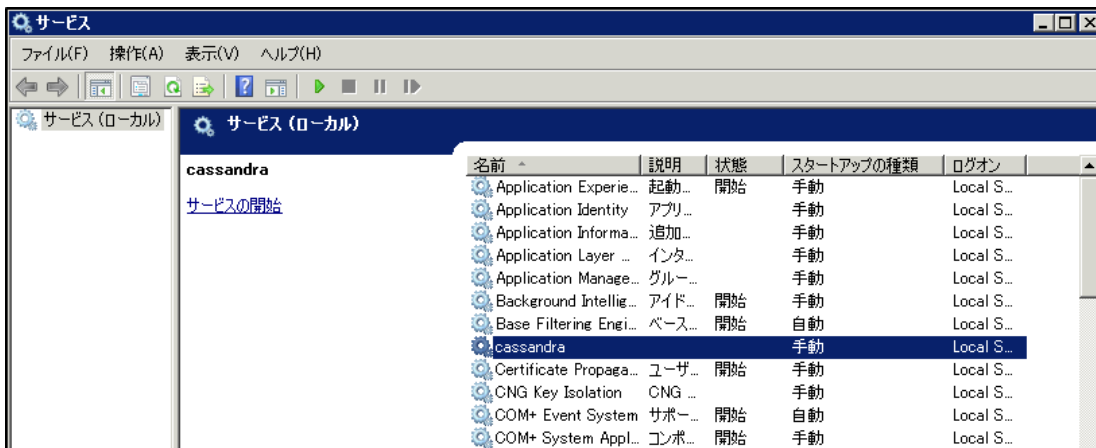 サービス
ファイル(F) 操作(A) 表示(V) ヘルプ(H)
サービス (ローカル)
サービス (ローカル)
cassandra
サービスの開始
名前 説明 状態 スタートアップの種類 ログオン
Application Experie... 起動... 開始 手動 Local S...
Application Identity アプリ... 手動 Local S...
Application Informa... 追加... 手動 Local S...
Application Layer ... インタ... 手動 Local S...
Application Manage... グルー... 手動 Local S...
Background Intellig... アイド... 開始 手動 Local S...
Base Filtering Engi... ベース... 開始 自動 Local S...
cassandra 手動 Local S...
Certificate Propaga... ユーザ... 開始 手動 Local S...
CNG Key Isolation CNG ... 手動 Local S...
COM+ Event System サポー... 開始 自動 Local S...
COM+ System Appl... コンポ... 開始 手動 Local S...